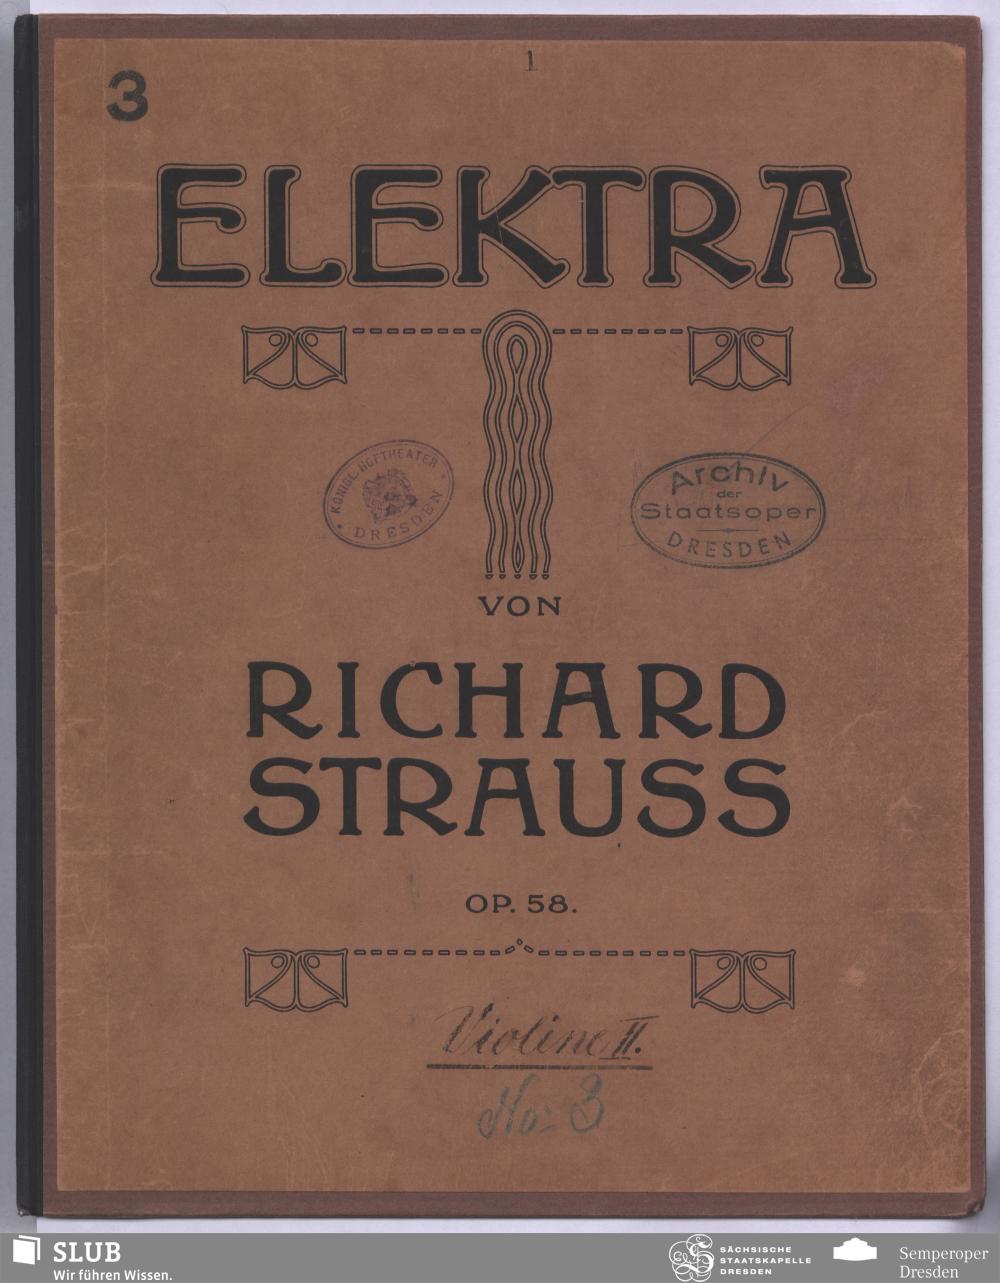 1
3
ELEKTRA
KÖNIGL. HOFTHEATER
DRESDEN
Archiv
der
Staatsoper
DRESDEN
VON
RICHARD
STRAUSS
OP. 58.
Violine II.
No: 3
SLUB
Wir führen Wissen.
SÄCHSISCHE
STAATSKAPELLE
DRESDEN
Semperoper
Dresden